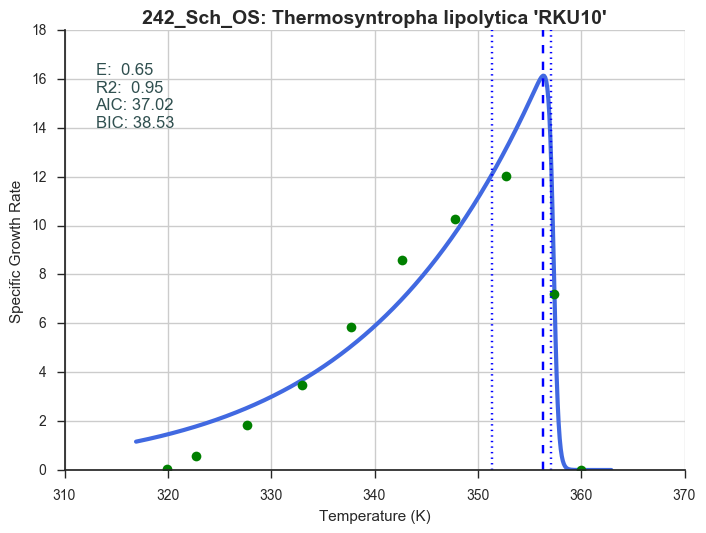 242_Sch_OS: Thermosyntropha lipolytica 'RKU10'
E:  0.65
R2:  0.95
AIC: 37.02
BIC: 38.53
Specific Growth Rate
18
16
14
12
10
8
6
4
2
0
310 320 330 340 350 360 370
Temperature (K)